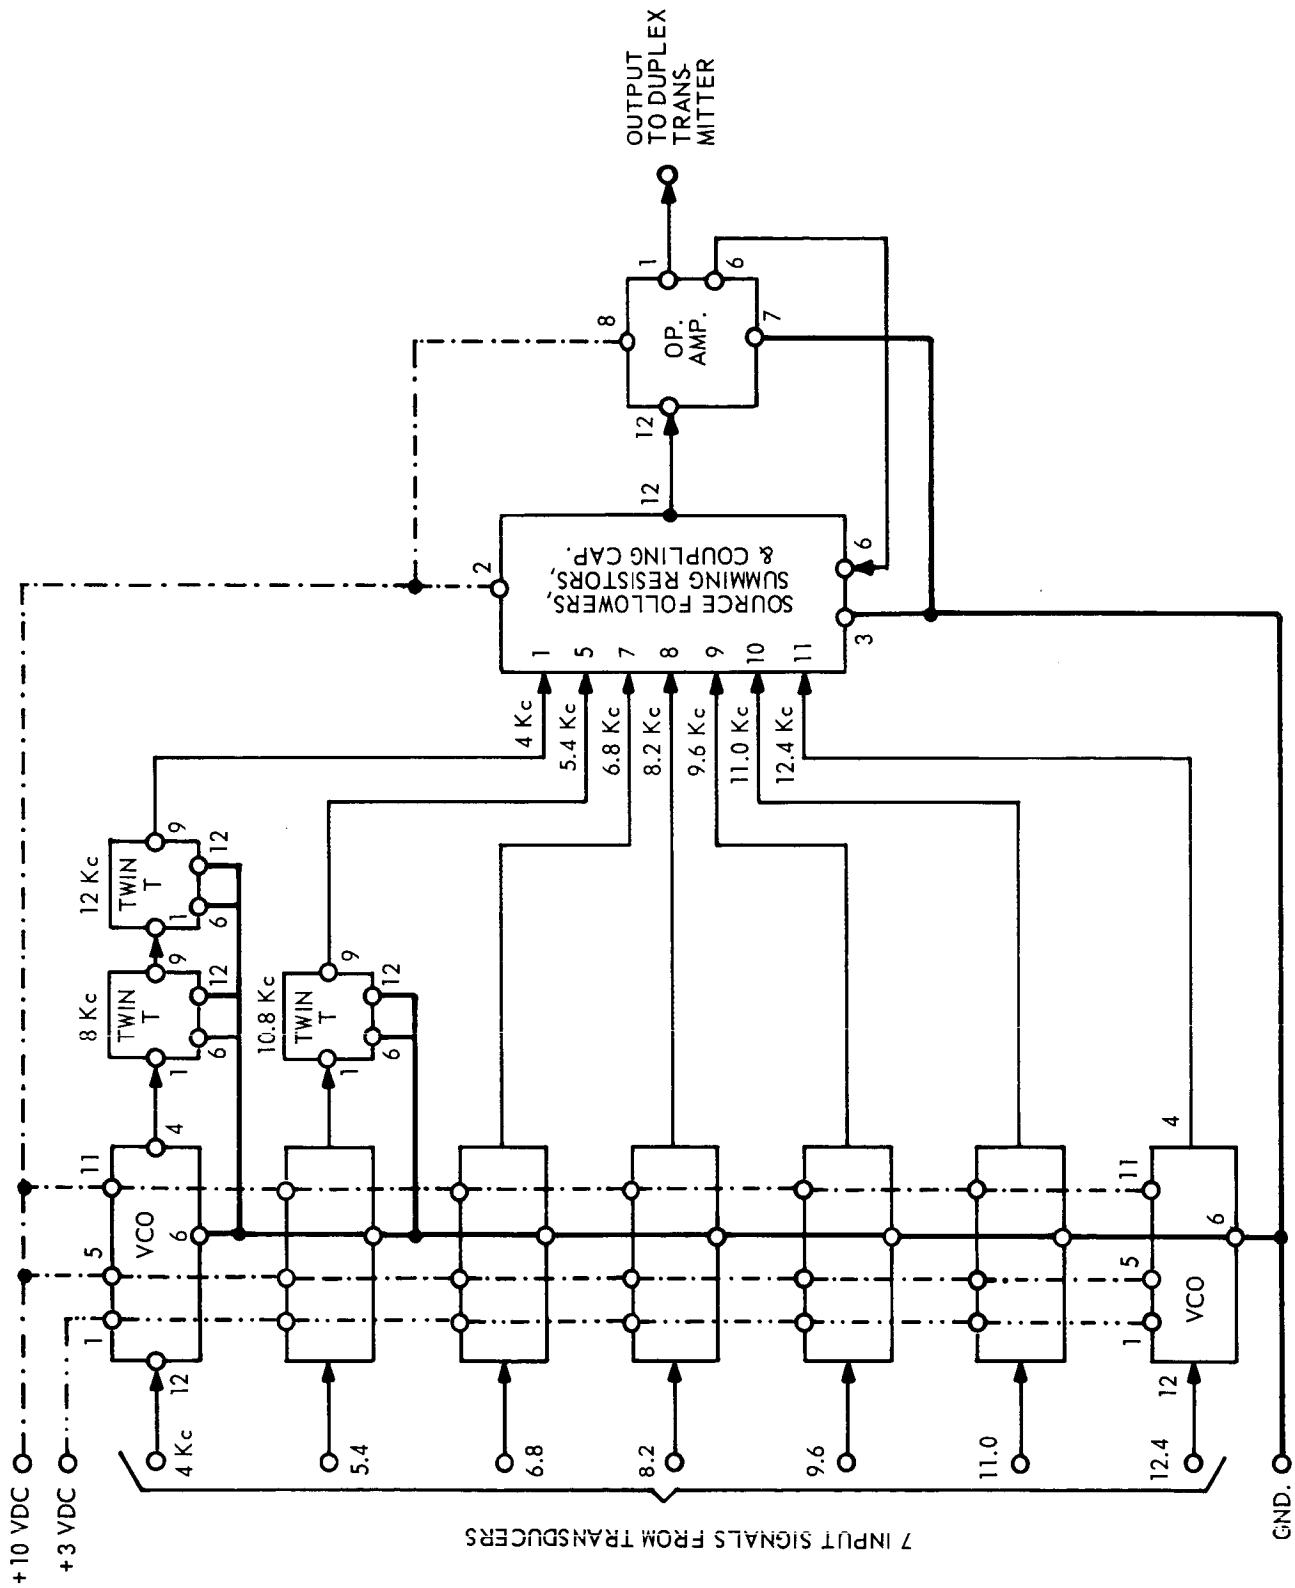 +10 VDC
+3 VDC
7 INPUT SIGNALS FROM TRANSDUCERS
4 Kc
5.4
6.8
8.2
9.6
11.0
12.4
GND.
12
1
5
11
VCO
6
4
8 Kc
TWIN
T
1
9
6
12
12 Kc
TWIN
T
1
9
6
12
10.8 Kc
TWIN
T
1
9
6
12
12
1
5
11
VCO
6
4
4 Kc
5.4 Kc
6.8 Kc
8.2 Kc
9.6 Kc
11.0 Kc
12.4 Kc
1
5
7
8
9
10
11
2
SOURCE FOLLOWERS,
SUMMING RESISTORS,
& COUPLING CAP.
3
6
12
12
8
OP.
AMP.
1
6
7
OUTPUT
TO DUPLEX
TRANS-
MITTER